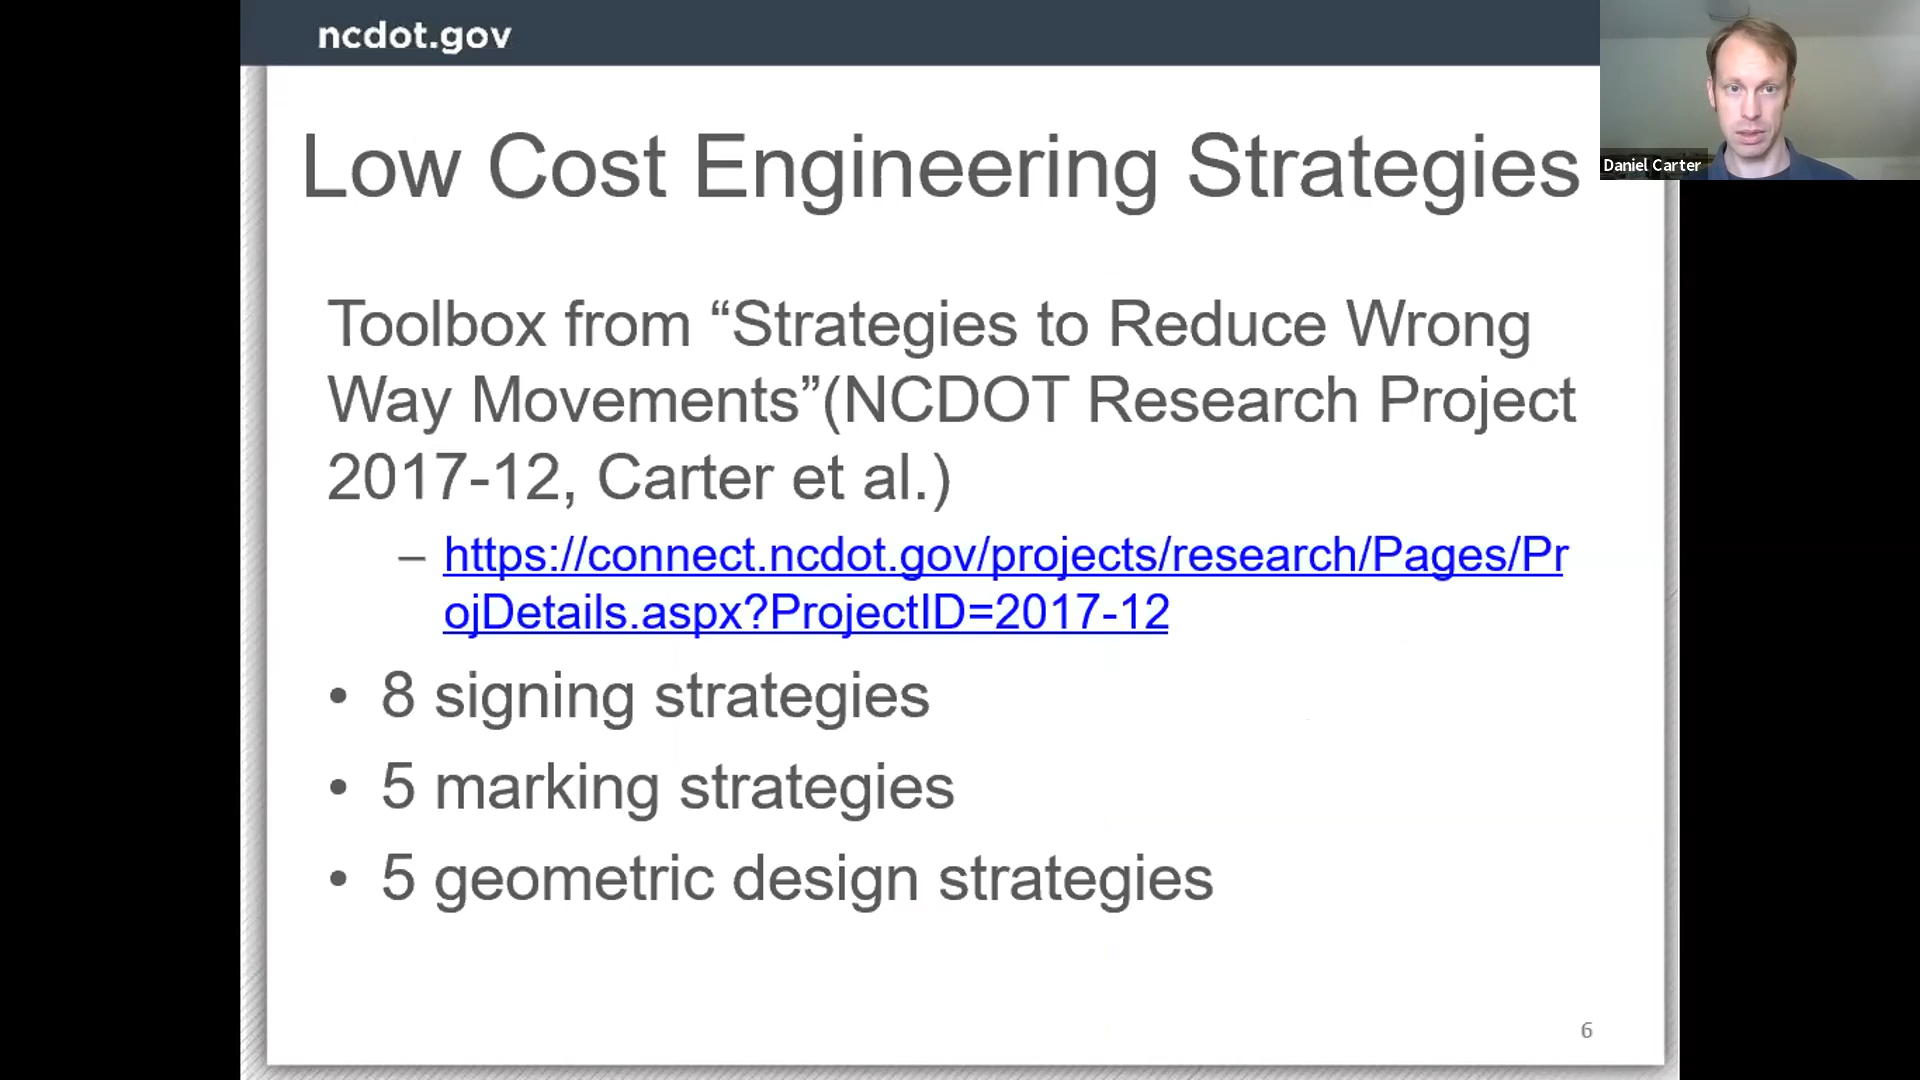 ncdot.gov
Low Cost Engineering Strategies
Daniel Carter
Toolbox from “Strategies to Reduce Wrong
Way Movements”(NCDOT Research Project
2017-12, Carter et al.)
– https://connect.ncdot.gov/projects/research/Pages/Pr
ojDetails.aspx?ProjectID=2017-12
• 8 signing strategies
• 5 marking strategies
• 5 geometric design strategies
6